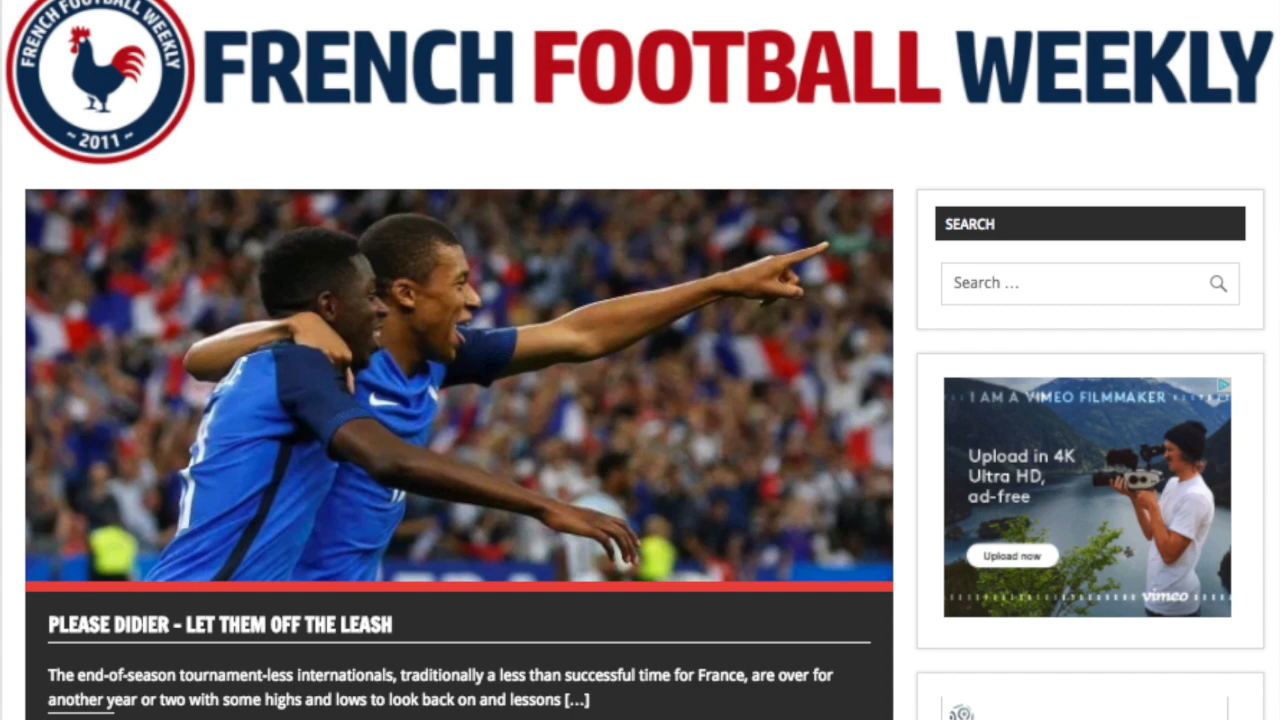 FRENCH FOOTBALL WEEKLY
~ 2011 ~
FRENCH FOOTBALL WEEKLY
SEARCH
Search ...
I AM A VIMEO FILMMAKER
Upload in 4K
Ultra HD,
ad-free
Upload now
vimeo
PLEASE DIDIER – LET THEM OFF THE LEASH
The end-of-season tournament-less internationals, traditionally a less than successful time for France, are over for
another year or two with some highs and lows to look back on and lessons [...]